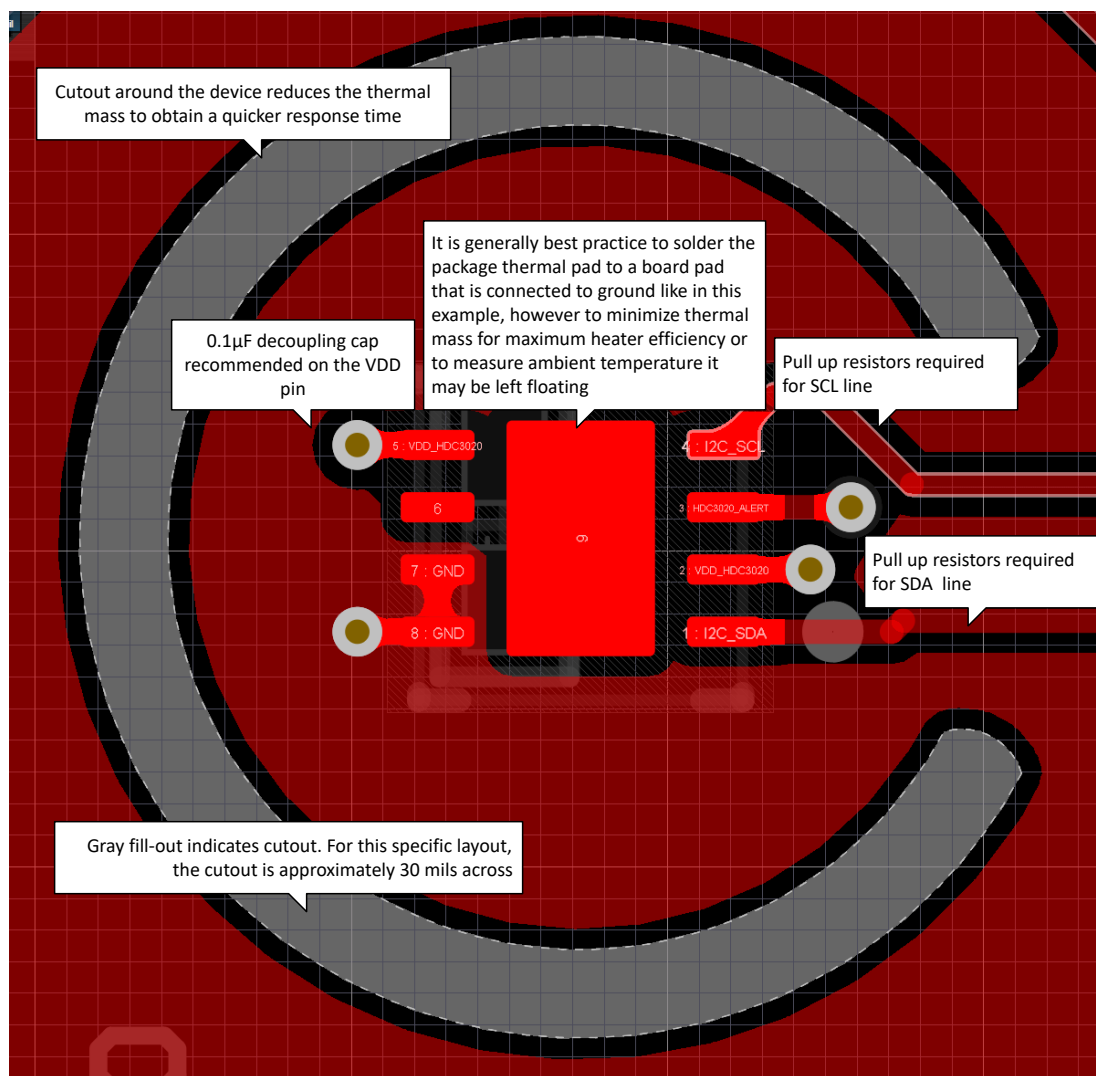 Cutout around the device reduces the thermal
mass to obtain a quicker response time
It is generally best practice to solder the
package thermal pad to a board pad
that is connected to ground like in this
example, however to minimize thermal
mass for maximum heater efficiency or
to measure ambient temperature it
may be left floating
0.1µF decoupling cap
recommended on the VDD
pin
Pull up resistors required
for SCL line
5 : VDD_HDC3020
4 : I2C_SCL
6
3 : HDC3020_ALERT
9
7 : GND
2 : VDD_HDC3020
Pull up resistors required
for SDA line
8 : GND
1 : I2C_SDA
Gray fill-out indicates cutout. For this specific layout,
the cutout is approximately 30 mils across